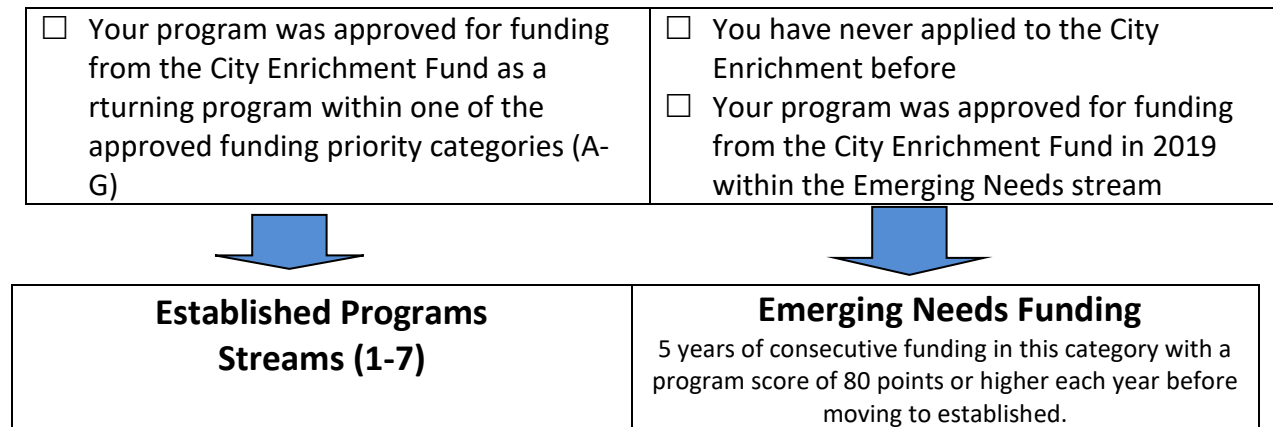 ☐ Your program was approved for funding
from the City Enrichment Fund as a
rturning program within one of the
approved funding priority categories (A-
G)
☐ You have never applied to the City
Enrichment before
☐ Your program was approved for funding
from the City Enrichment Fund in 2019
within the Emerging Needs stream
Established Programs
Streams (1-7)
Emerging Needs Funding
5 years of consecutive funding in this category with a
program score of 80 points or higher each year before
moving to established.